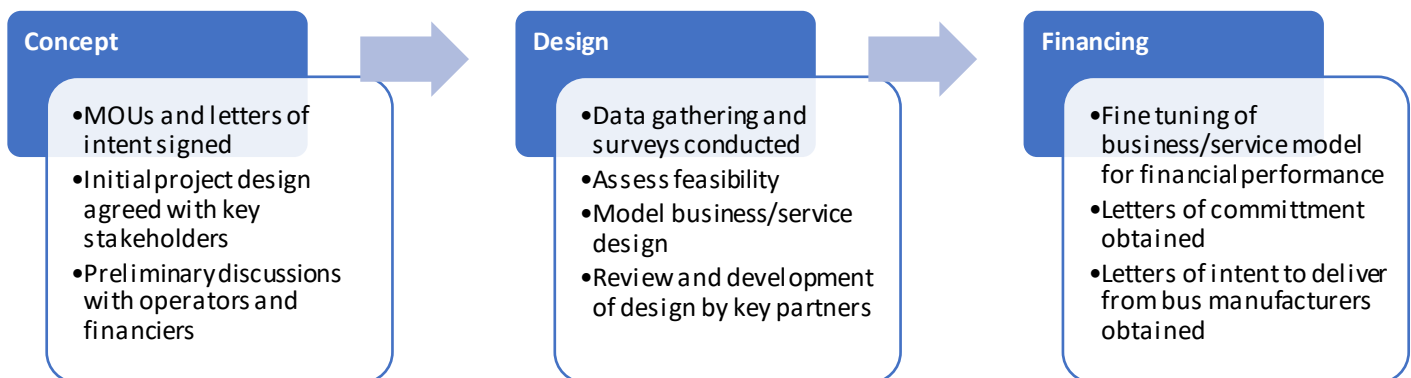 Concept
•MOUs and letters of
intent signed
•Initial project design
agreed with key
stakeholders
•Preliminary discussions
with operators and
financiers
Design
•Data gathering and
surveys conducted
•Assess feasibility
•Model business/service
design
•Review and development
of design by key partners
Financing
•Fine tuning of
business/service model
for financial performance
•Letters of committment
obtained
•Letters of intent to deliver
from bus manufacturers
obtained